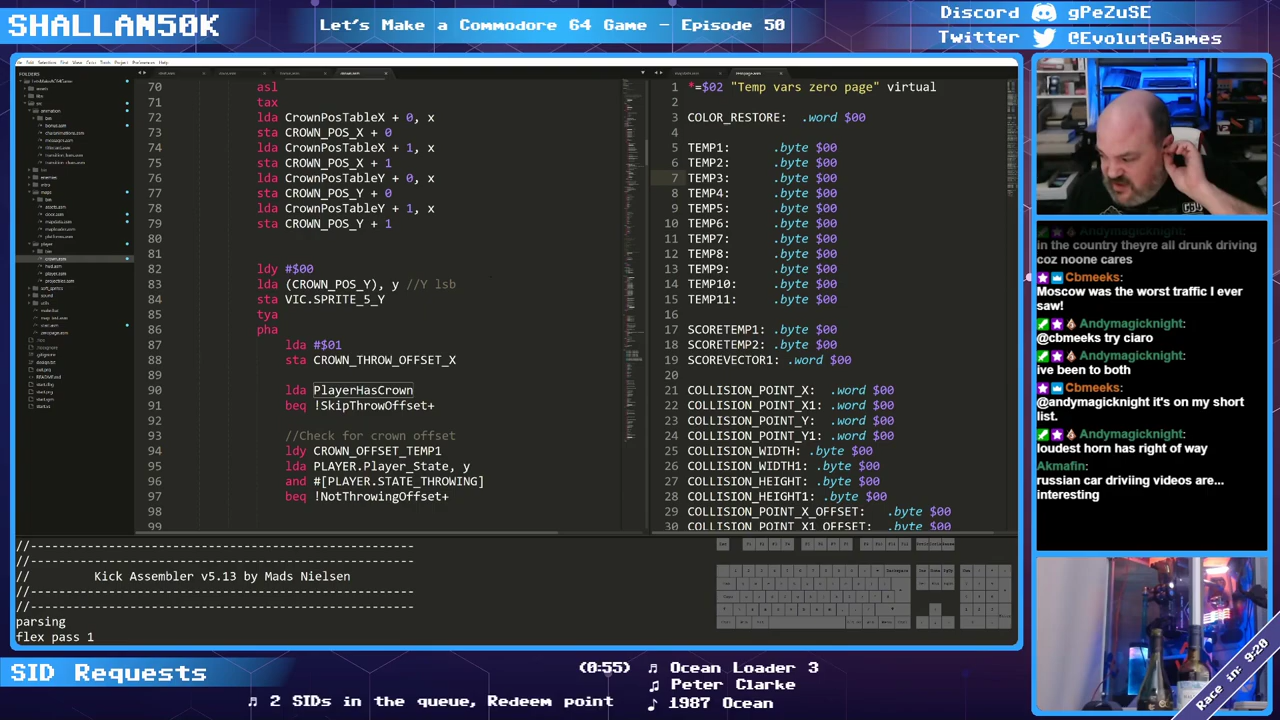 SHALLAN50K
Let's Make a Commodore 64 Game - Episode 50
Discord gPeZuSE
Twitter @EvoluteGames
FOLDERS
70 asl
71 tax
72 lda CrownPosTableX + 0, x
73 sta CROWN_POS_X + 0
74 lda CrownPosTableX + 1, x
75 sta CROWN_POS_X + 1
76 lda CrownPosTableY + 0, x
77 sta CROWN_POS_Y + 0
78 lda CrownPosTableY + 1, x
79 sta CROWN_POS_Y + 1
80
81
82 ldy #$00
83 lda (CROWN_POS_Y), y //Y lsb
84 sta VIC.SPRITE_5_Y
85 tya
86 pha
87 lda #$01
88 sta CROWN_THROW_OFFSET_X
89
90 lda PlayerHasCrown
91 beq !SkipThrowOffset+
92
93 //Check for crown offset
94 ldy CROWN_OFFSET_TEMP1
95 lda PLAYER.Player_State, y
96 and #[PLAYER.STATE_THROWING]
97 beq !NotThrowingOffset+
98
99
1 *=$02 "Temp vars zero page" virtual
2
3 COLOR_RESTORE: .word $00
4
5 TEMP1: .byte $00
6 TEMP2: .byte $00
7 TEMP3: .byte $00
8 TEMP4: .byte $00
9 TEMP5: .byte $00
10 TEMP6: .byte $00
11 TEMP7: .byte $00
12 TEMP8: .byte $00
13 TEMP9: .byte $00
14 TEMP10: .byte $00
15 TEMP11: .byte $00
16
17 SCORETEMP1: .byte $00
18 SCORETEMP2: .byte $00
19 SCOREVECTOR1: .word $00
20
21 COLLISION_POINT_X: .word $00
22 COLLISION_POINT_X1: .word $00
23 COLLISION_POINT_Y: .word $00
24 COLLISION_POINT_Y1: .word $00
25 COLLISION_WIDTH: .byte $00
26 COLLISION_WIDTH1: .byte $00
27 COLLISION_HEIGHT: .byte $00
28 COLLISION_HEIGHT1: .byte $00
29 COLLISION_POINT_X_OFFSET: .byte $00
30 COLLISION_POINT_X1_OFFSET: .byte $00
//------------------------------------------------
//------------------------------------------------
// Kick Assembler v5.13 by Mads Nielsen
//------------------------------------------------
//------------------------------------------------
parsing
flex pass 1
Andymagicknight:
in the country theyre all drunk driving
coz noone cares
Cbmeeks:
Moscow was the worst traffic I ever
saw!
Andymagicknight:
@cbmeeks try claro
Andymagicknight:
ive been to both
Cbmeeks:
@andymagicknight it's on my short
list.
Andymagicknight:
loudest horn has right of way
Akmafin:
russian car driviing videos are...
interesting
SID Requests
(0:55) ♫ Ocean Loader 3
♫ Peter Clarke
♪ 1987 Ocean
♫ 2 SIDs in the queue, Redeem point
Race in: 9:20